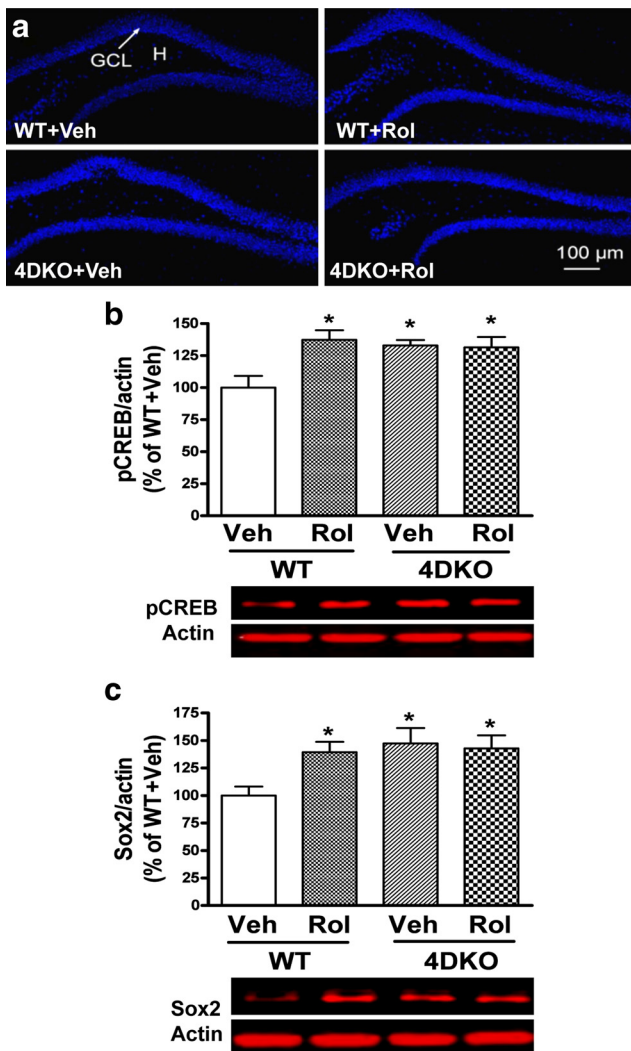 a
GCL
H
WT+Veh
WT+Rol
4DKO+Veh
4DKO+Rol
100 μm
b
pCREB/actin
(% of WT+Veh)
150
125
100
75
50
25
0
*
*
*
Veh
Rol
Veh
Rol
WT
4DKO
pCREB
Actin
c
Sox2/actin
(% of WT+Veh)
175
150
125
100
75
50
25
0
*
*
*
Veh
Rol
Veh
Rol
WT
4DKO
Sox2
Actin